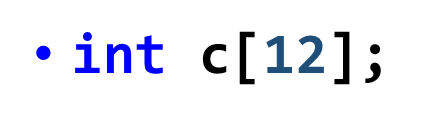 • int c[12];